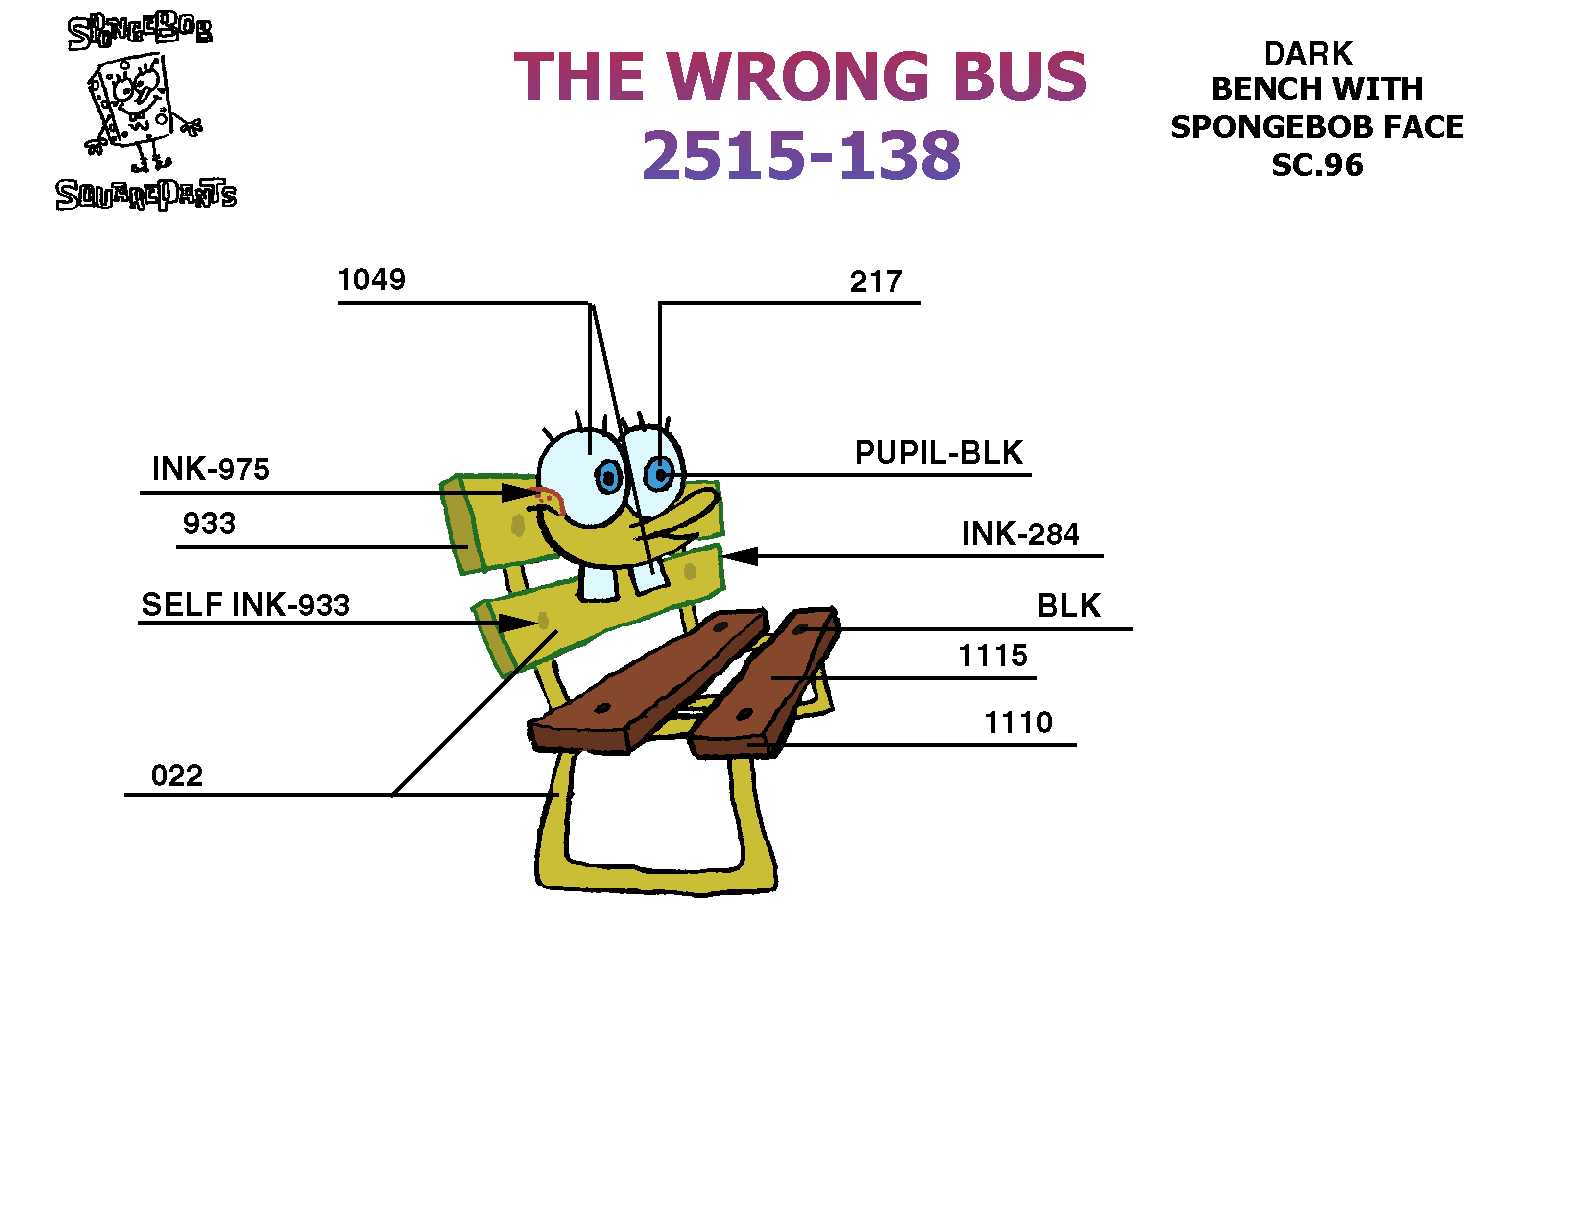 SPONGEBOB
SQUAREPANTS
THE WRONG BUS
2515-138
DARK
BENCH WITH
SPONGEBOB FACE
SC.96
1049
217
INK-975
PUPIL-BLK
933
INK-284
SELF INK-933
BLK
1115
1110
022